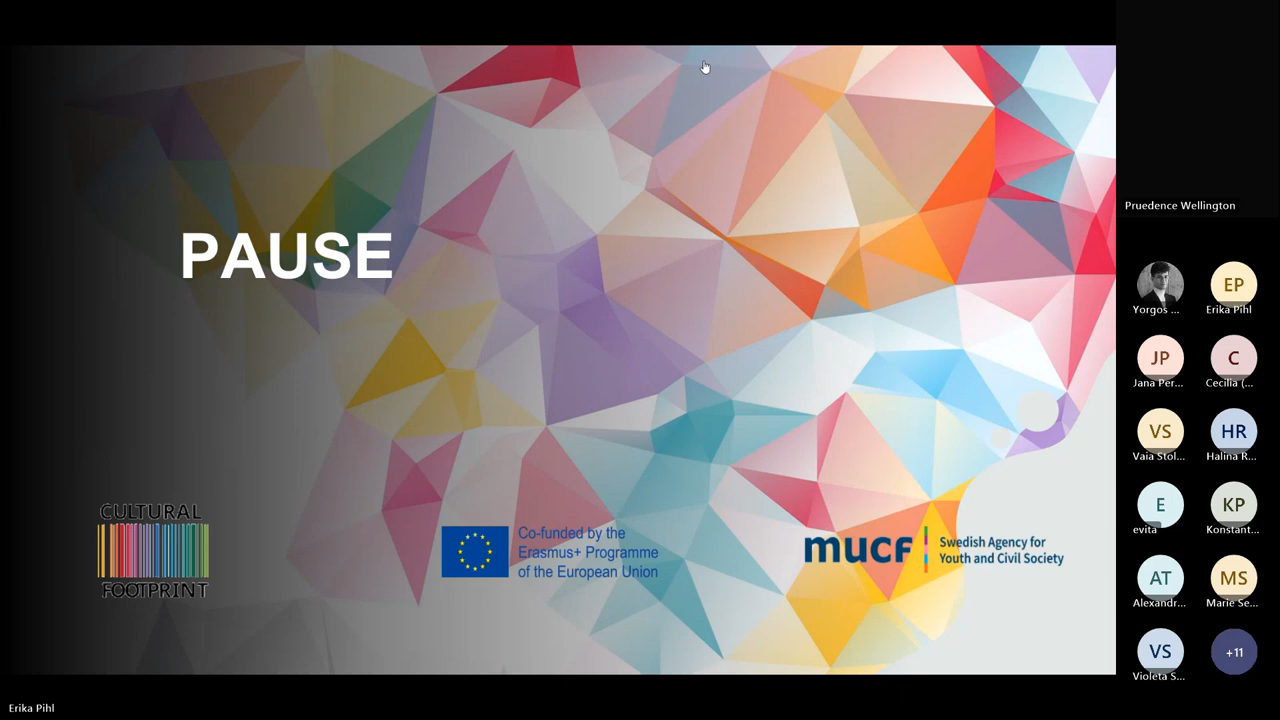 PAUSE
CULTURAL
FOOTPRINT
Co-funded by the
Erasmus+ Programme
of the European Union
mucf
Swedish Agency for
Youth and Civil Society
Pruedence Wellington
Yorgos ...
EP
Erika Pihl
JP
Jana Per...
C
Cecilia (...
VS
Vaia Stol...
HR
Halina R...
E
evita
KP
Konstant...
AT
Alexandr...
MS
Marie Se...
VS
Violeta S...
+11
Erika Pihl